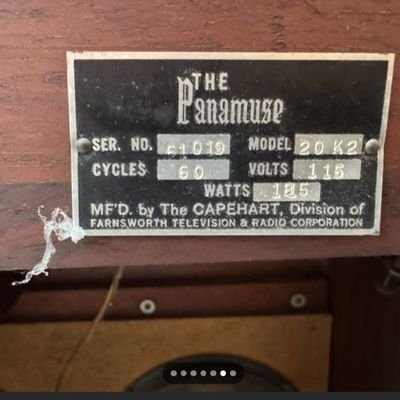 THE
Panamuse
SER. NO. 61019 MODEL 20 K2
CYCLES 60 VOLTS 115
WATTS 185
MF'D. by The CAPEHART, Division of
FARNSWORTH TELEVISION & RADIO CORPORATION